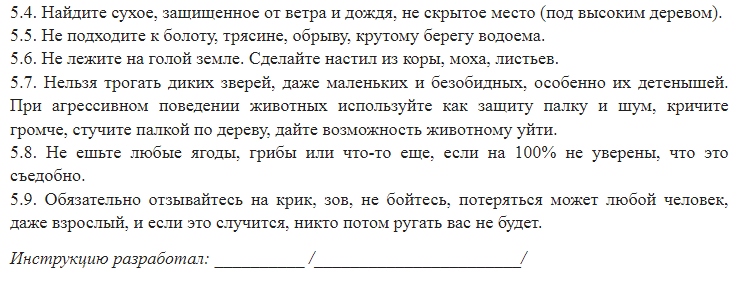 5.4. Найдите сухое, защищенное от ветра и дождя, не скрытое место (под высоким деревом).
5.5. Не подходите к болоту, трясине, обрыву, крутому берегу водоема.
5.6. Не лежите на голой земле. Сделайте настил из коры, моха, листьев.
5.7. Нельзя трогать диких зверей, даже маленьких и безобидных, особенно их детенышей.
При агрессивном поведении животных используйте как защиту палку и шум, кричите
громче, стучите палкой по дереву, дайте возможность животному уйти.
5.8. Не ешьте любые ягоды, грибы или что-то еще, если на 100% не уверены, что это
съедобно.
5.9. Обязательно отзывайтесь на крик, зов, не бойтесь, потеряться может любой человек,
даже взрослый, и если это случится, никто потом ругать вас не будет.
Инструкцию разработал: __________ /_______________________/